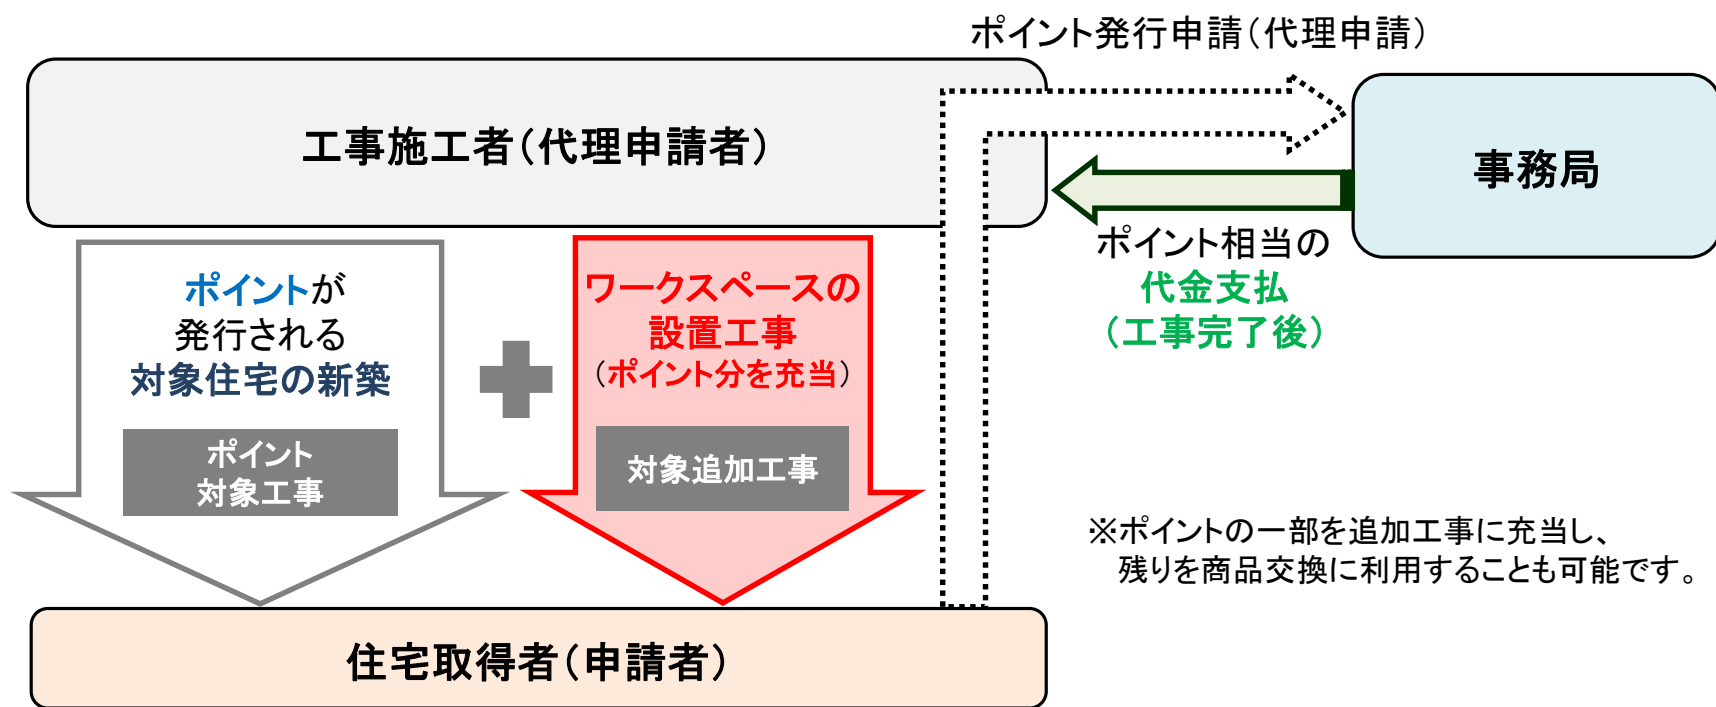 ポイント発行申請（代理申請）
工事施工者（代理申請者）
事務局
ポイント相当の
代金支払
（工事完了後）
ポイントが
発行される
対象住宅の新築
ポイント
対象工事
ワークスペースの
設置工事
（ポイント分を充当）
対象追加工事
※ポイントの一部を追加工事に充当し、
残りを商品交換に利用することも可能です。
住宅取得者（申請者）